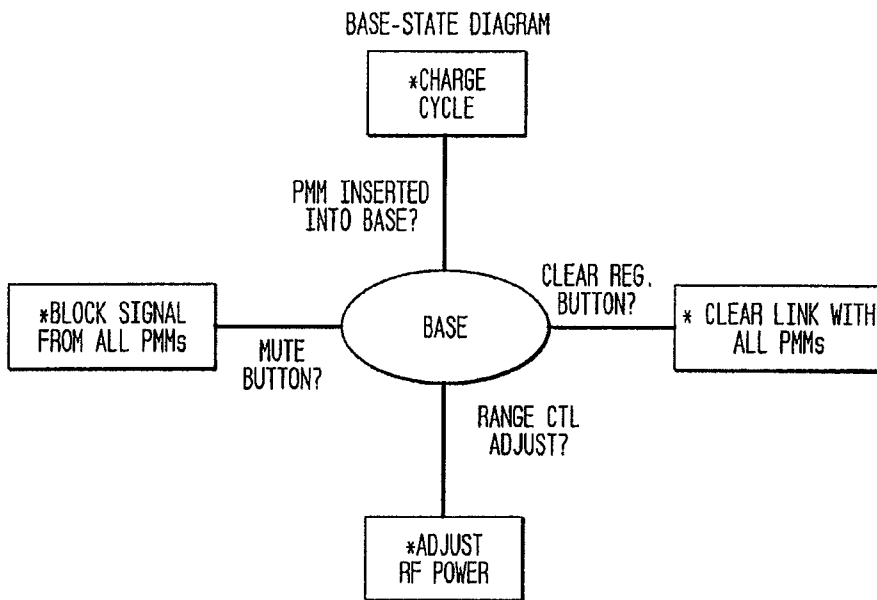 BASE-STATE DIAGRAM
*CHARGE
CYCLE
PMM INSERTED
INTO BASE?
*BLOCK SIGNAL
FROM ALL PMMs
MUTE
BUTTON?
BASE
CLEAR REG.
BUTTON?
* CLEAR LINK WITH
ALL PMMs
RANGE CTL
ADJUST?
*ADJUST
RF POWER